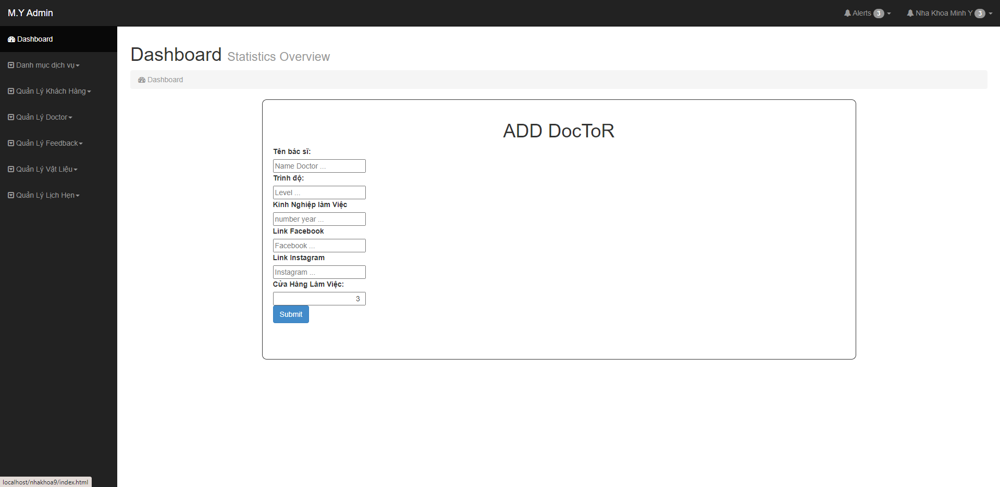 M.Y Admin
Alerts 3
Nha Khoa Minh Y 3
Dashboard
Danh mục dịch vụ
Quản Lý Khách Hàng
Quản Lý Doctor
Quản Lý Feedback
Quản Lý Vật Liệu
Quản Lý Lịch Hẹn
Dashboard Statistics Overview
Dashboard
ADD DocToR
Tên bác sĩ:
Name Doctor ...
Trình độ:
Level ...
Kinh Nghiệp làm Việc
number year ...
Link Facebook
Facebook ...
Link Instagram
Instagram ...
Cửa Hàng Làm Việc:
3
Submit
localhost/nhakhoa9/index.html